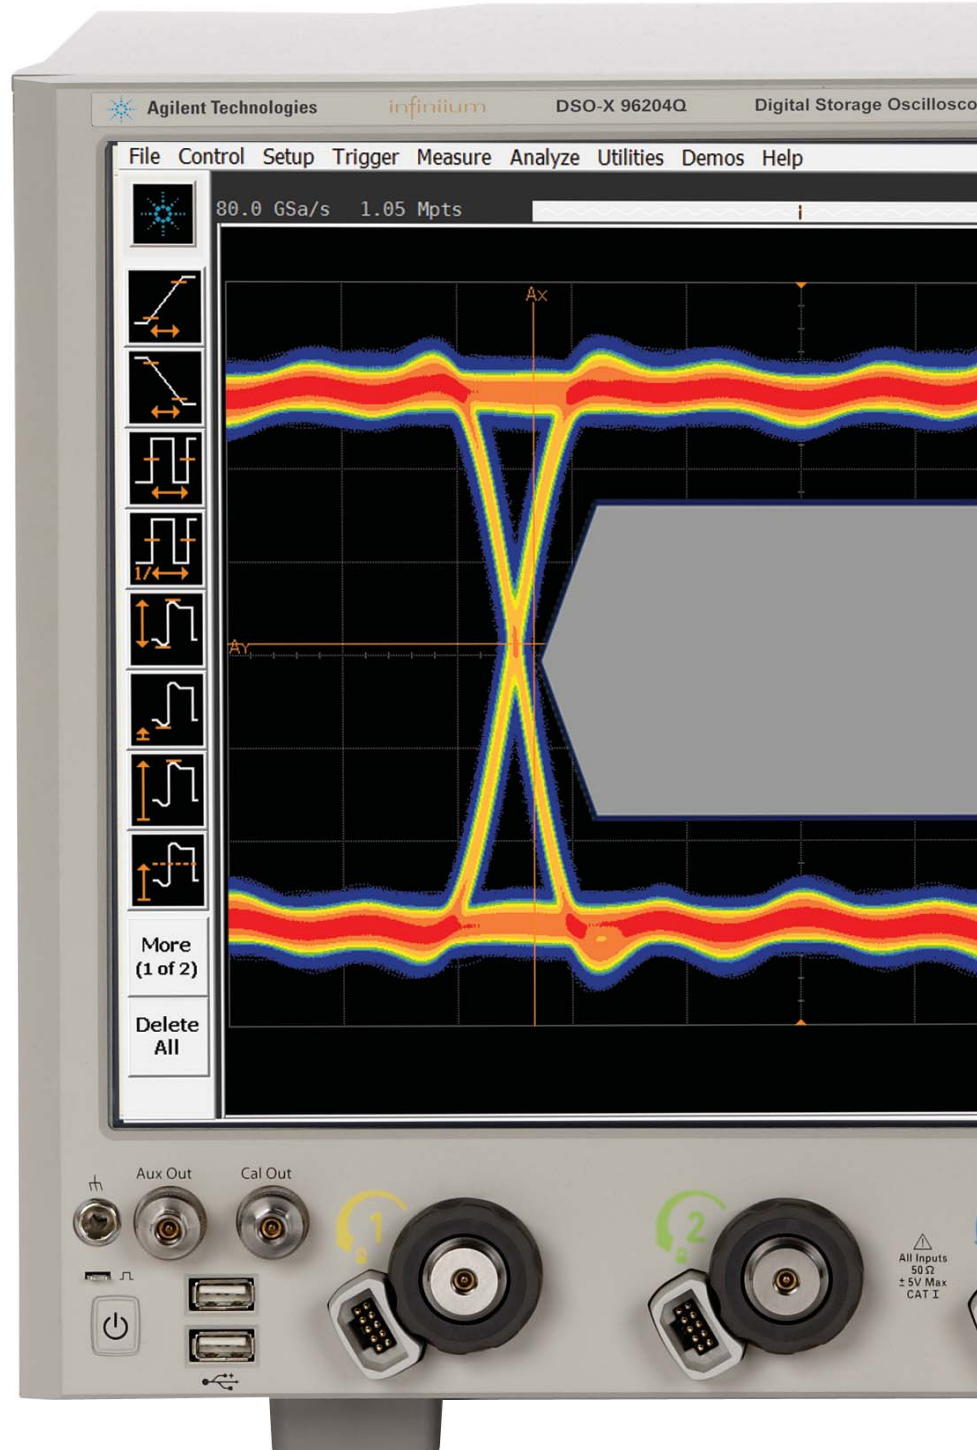 Agilent Technologies infiniium DSO-X 96204Q Digital Storage Oscillosco
File Control Setup Trigger Measure Analyze Utilities Demos Help
80.0 GSa/s 1.05 Mpts
Ax
Ay
1/
More
(1 of 2)
Delete
All
Aux Out Cal Out
1
2
All Inputs
50 Ω
± 5V Max
CAT I